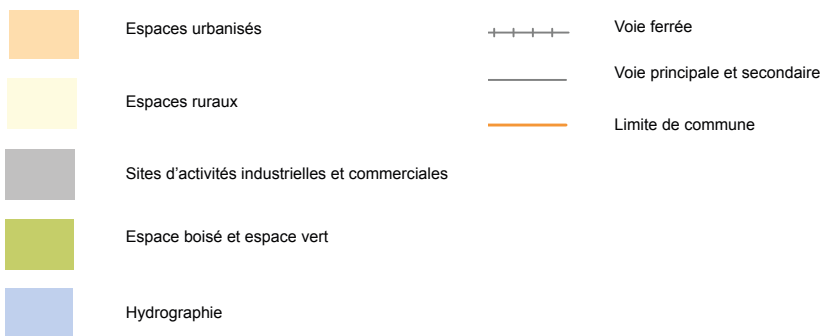 Espaces urbanisés
Espaces ruraux
Sites d'activités industrielles et commerciales
Espace boisé et espace vert
Hydrographie
Voie ferrée
Voie principale et secondaire
Limite de commune